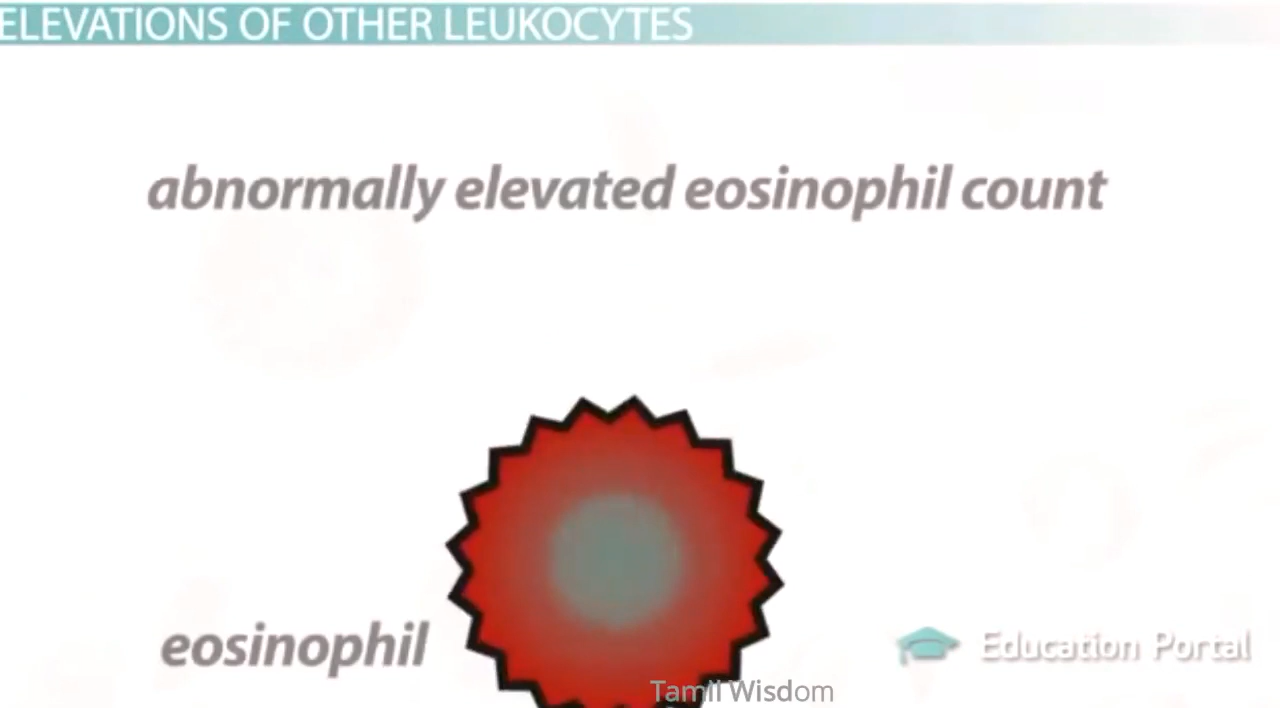 ELEVATIONS OF OTHER LEUKOCYTES
abnormally elevated eosinophil count
eosinophil
Education Portal
Tamil Wisdom